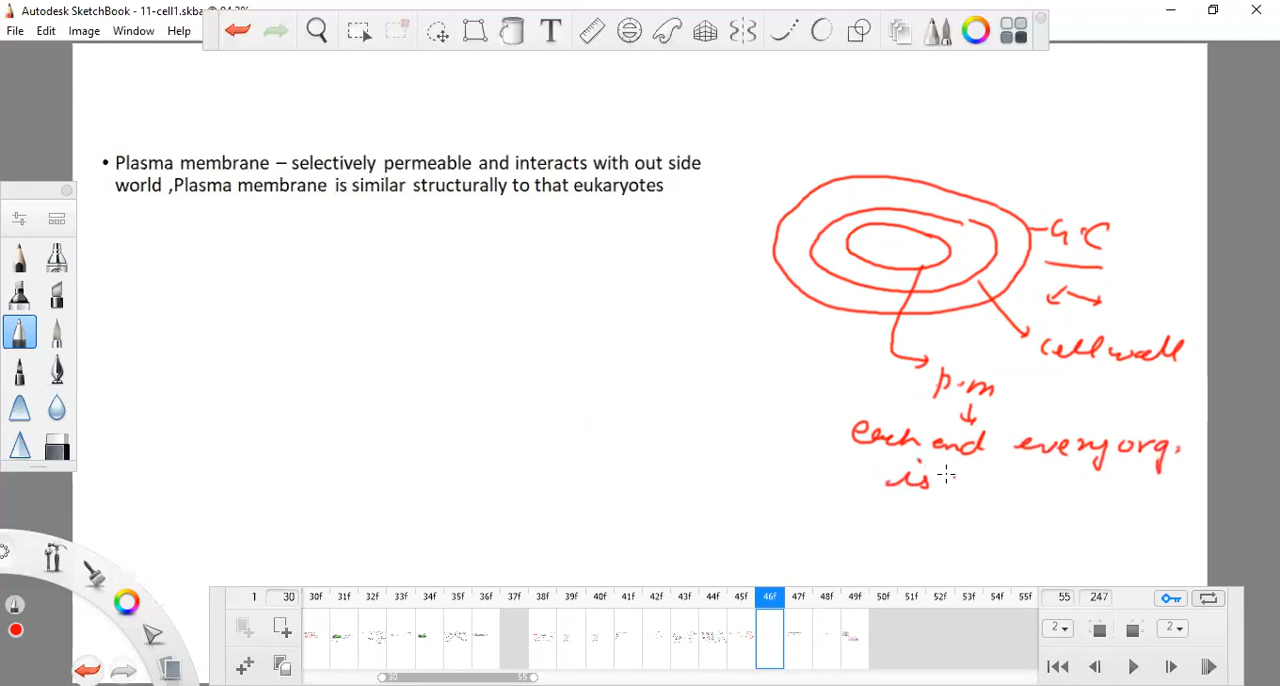 Autodesk SketchBook - 11-cell1.skba
File Edit Image Window Help
• Plasma membrane – selectively permeable and interacts with out side
world ,Plasma membrane is similar structurally to that eukaryotes
G.C
cell wall
p.m
each and every org.
is
1 30 30f 31f 32f 33f 34f 35f 36f 37f 38f 39f 40f 41f 42f 43f 44f 45f 46f 47f 48f 49f 50f 51f 52f 53f 54f 55f 55 247
2 2
30 55